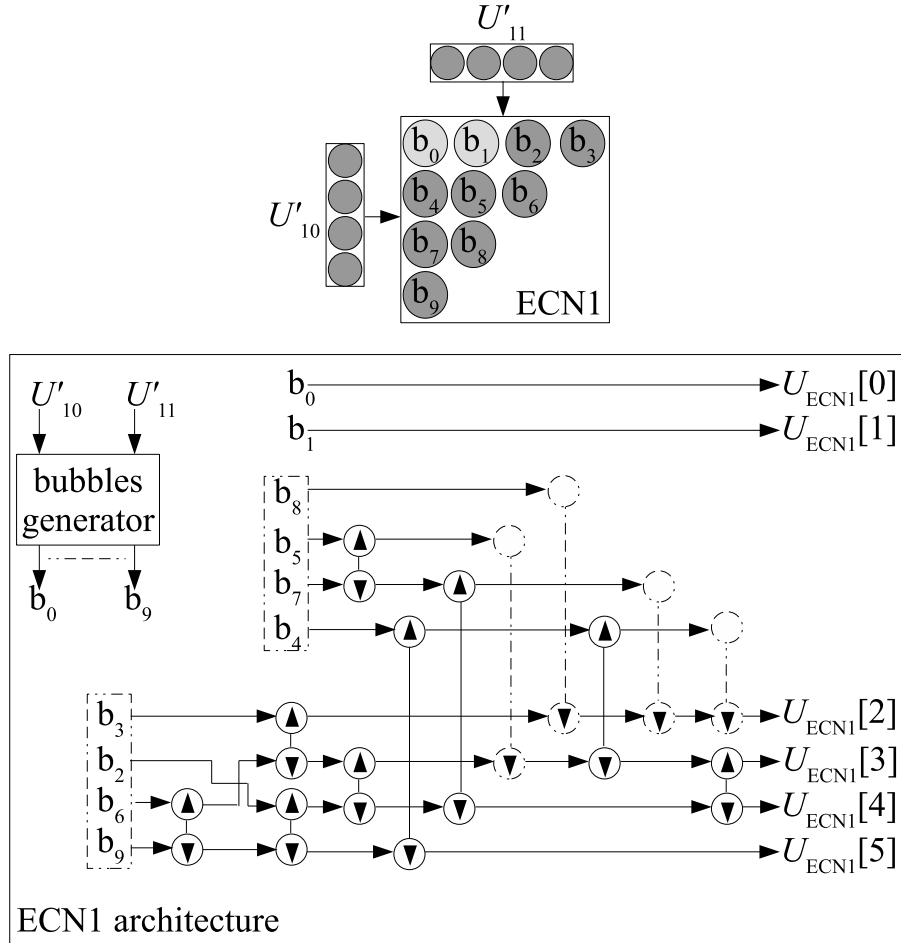 U′11
b0 b1 b2 b3
U′10
b4 b5 b6
b7 b8
b9
ECN1
U′10 U′11
bubbles
generator
b0 b9
b0 UECN1[0]
b1 UECN1[1]
b8
b5
b7
b4
b3 UECN1[2]
b2 UECN1[3]
b6 UECN1[4]
b9 UECN1[5]
ECN1 architecture